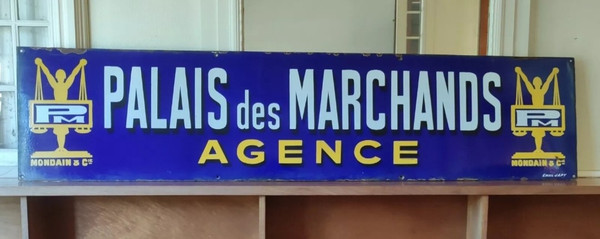 PALAIS des MARCHANDS
AGENCE
PM
MONDAIN & Cie
PM
MONDAIN & Cie